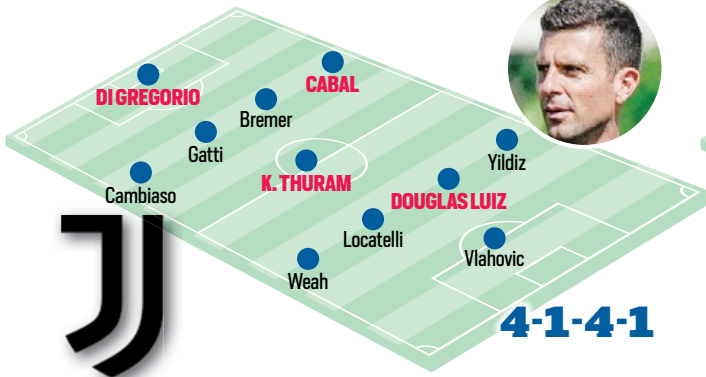 CABAL
DI GREGORIO
Bremer
Gatti
Yildiz
K. THURAM
Cambiaso
DOUGLAS LUIZ
Locatelli
Vlahovic
Weah
4-1-4-1